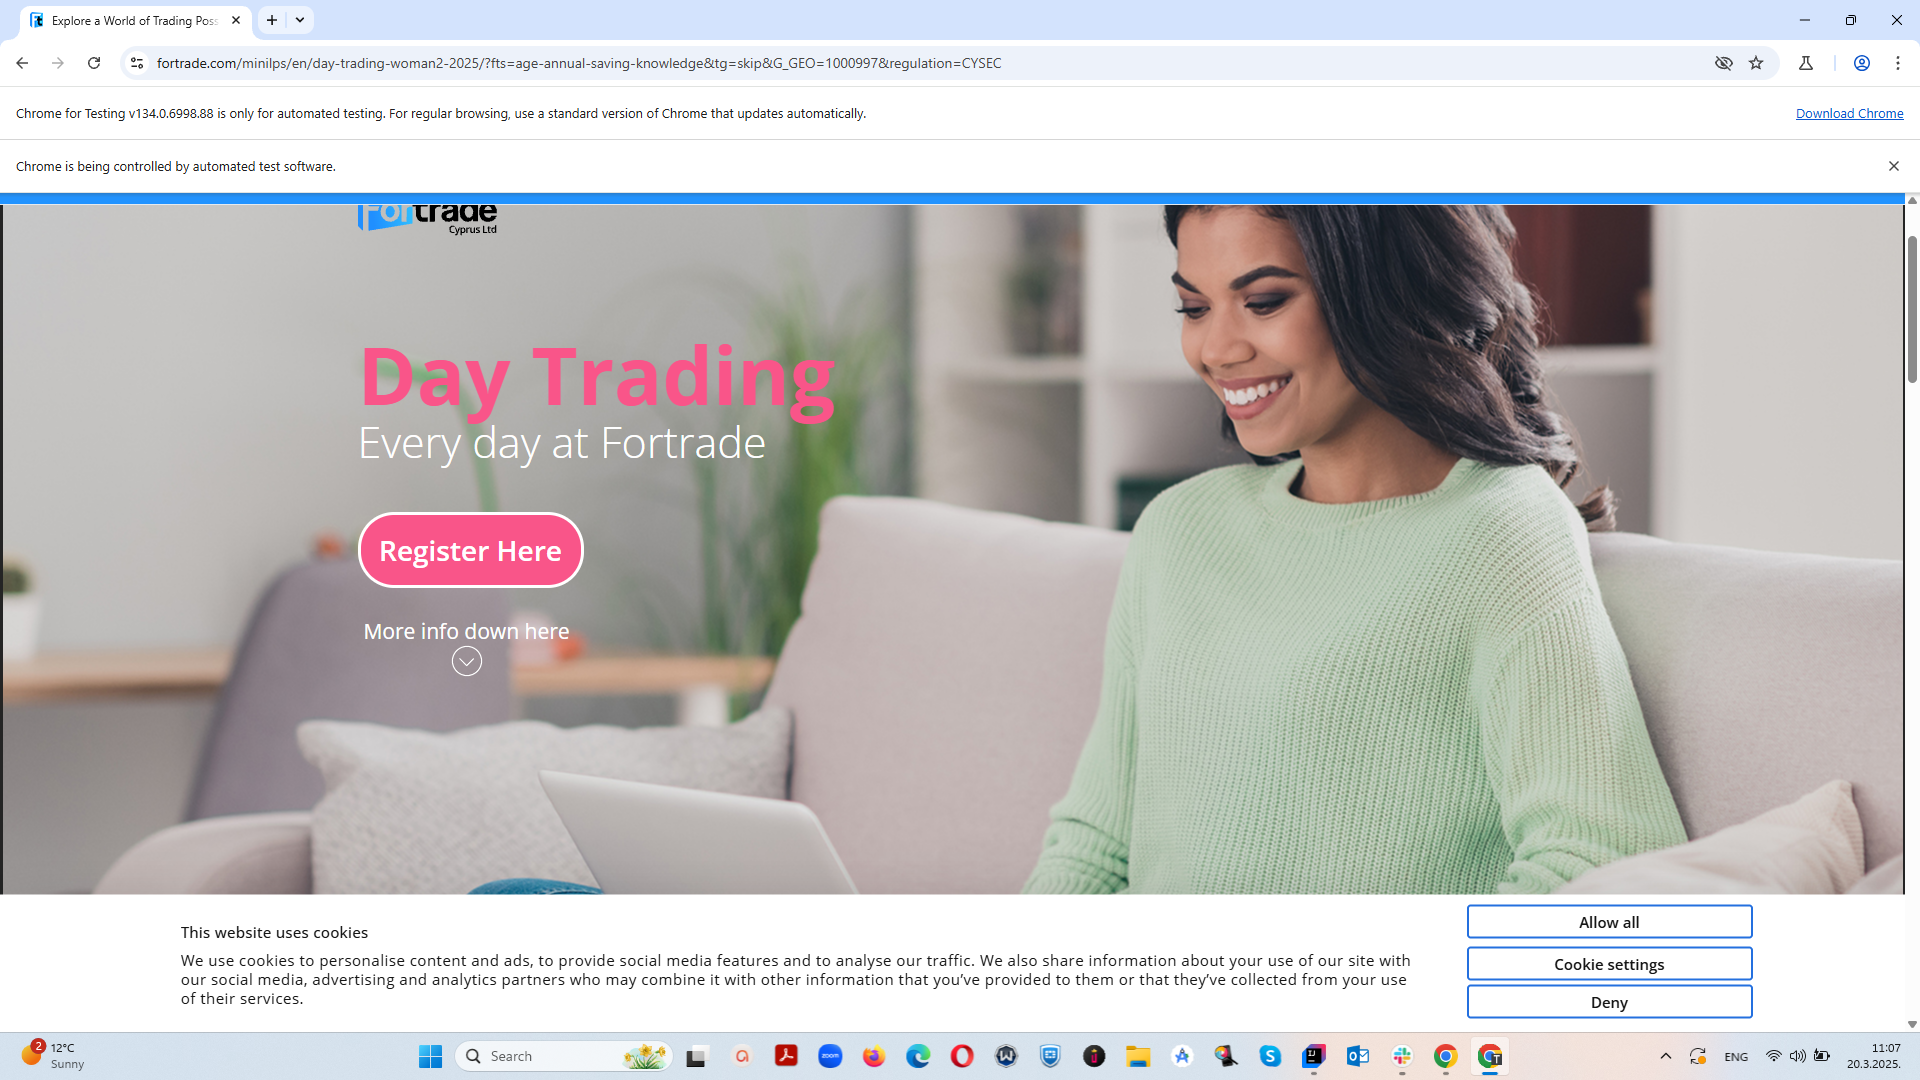 Explore a World of Trading Poss
fortrade.com/minilps/en/day-trading-woman2-2025/?fts=age-annual-saving-knowledge&tg=skip&G_GEO=1000997&regulation=CYSEC
Chrome for Testing v134.0.6998.88 is only for automated testing. For regular browsing, use a standard version of Chrome that updates automatically.
Download Chrome
Chrome is being controlled by automated test software.
Fortrade
Cyprus Ltd
Day Trading
Every day at Fortrade
Register Here
More info down here
This website uses cookies
We use cookies to personalise content and ads, to provide social media features and to analyse our traffic. We also share information about your use of our site with
our social media, advertising and analytics partners who may combine it with other information that you’ve provided to them or that they’ve collected from your use
of their services.
Allow all
Cookie settings
Deny
2
12°C
Sunny
Search
zoom
ENG
11:07
20.3.2025.